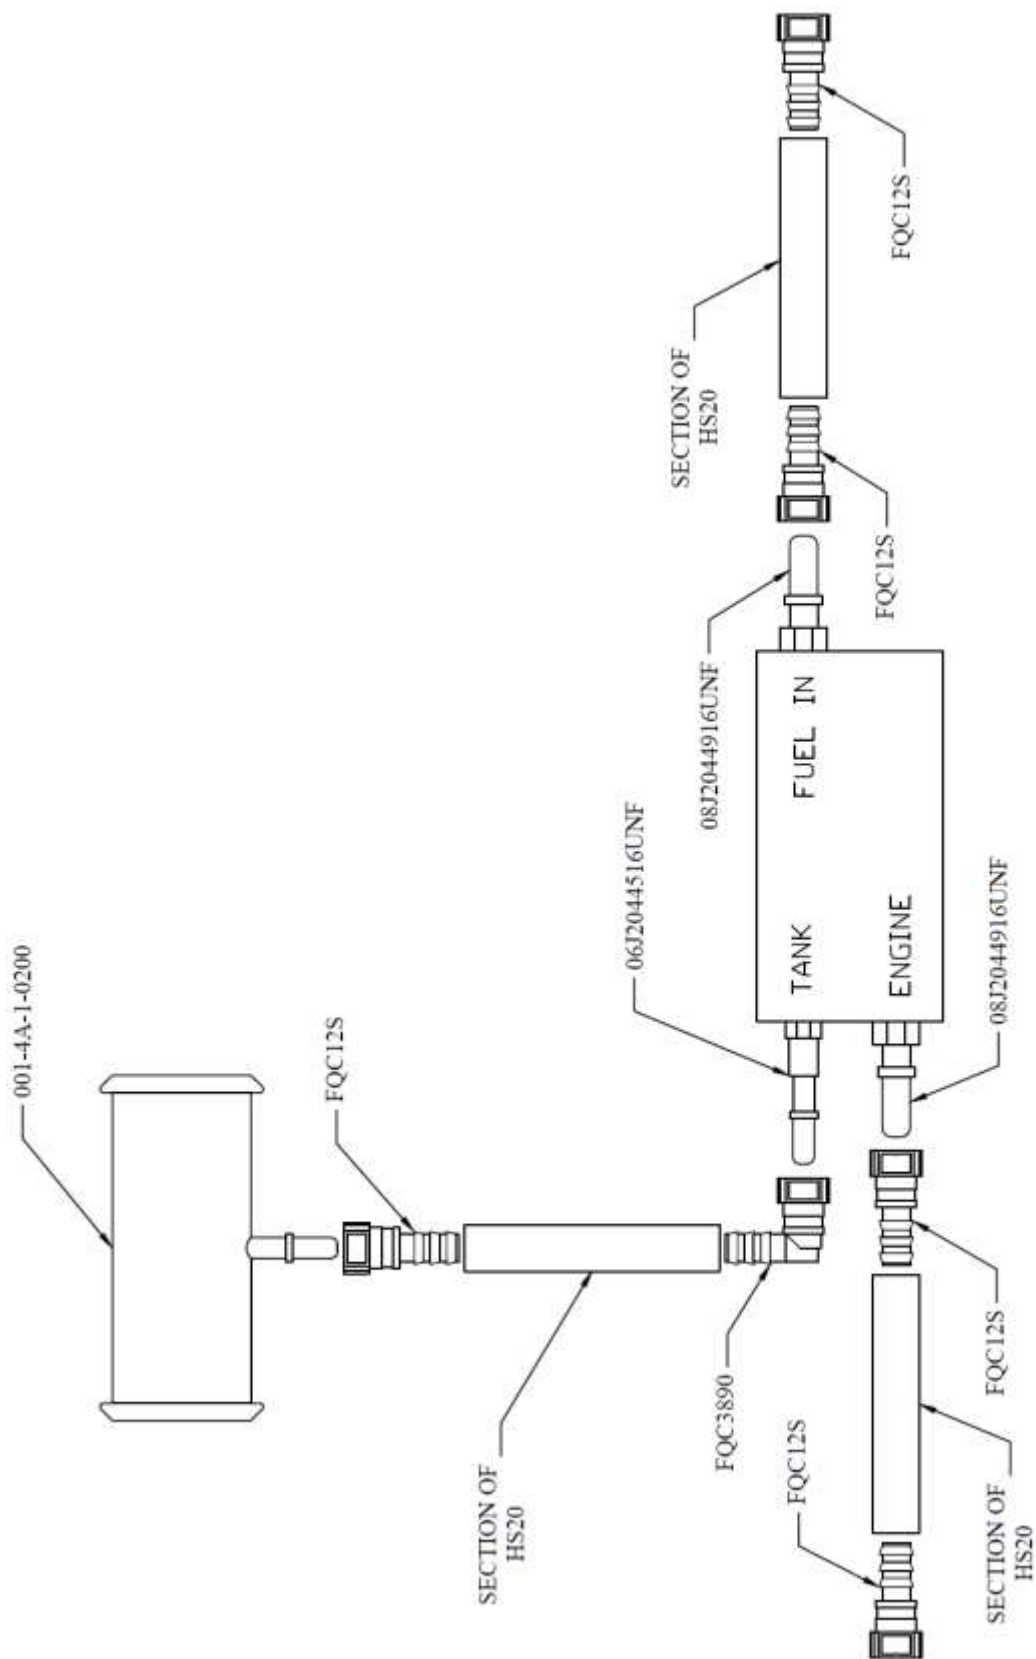 001-4A-1-0200
FQC12S
SECTION OF
HS20
FQC3890
06J2044516UNF
TANK
ENGINE
FUEL IN
08J2044916UNF
FQC12S
SECTION OF
HS20
FQC12S
08J2044916UNF
FQC12S
SECTION OF
HS20
FQC12S